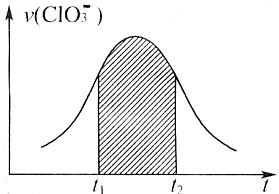 v(ClO₃⁻)
t₁ t₂ t